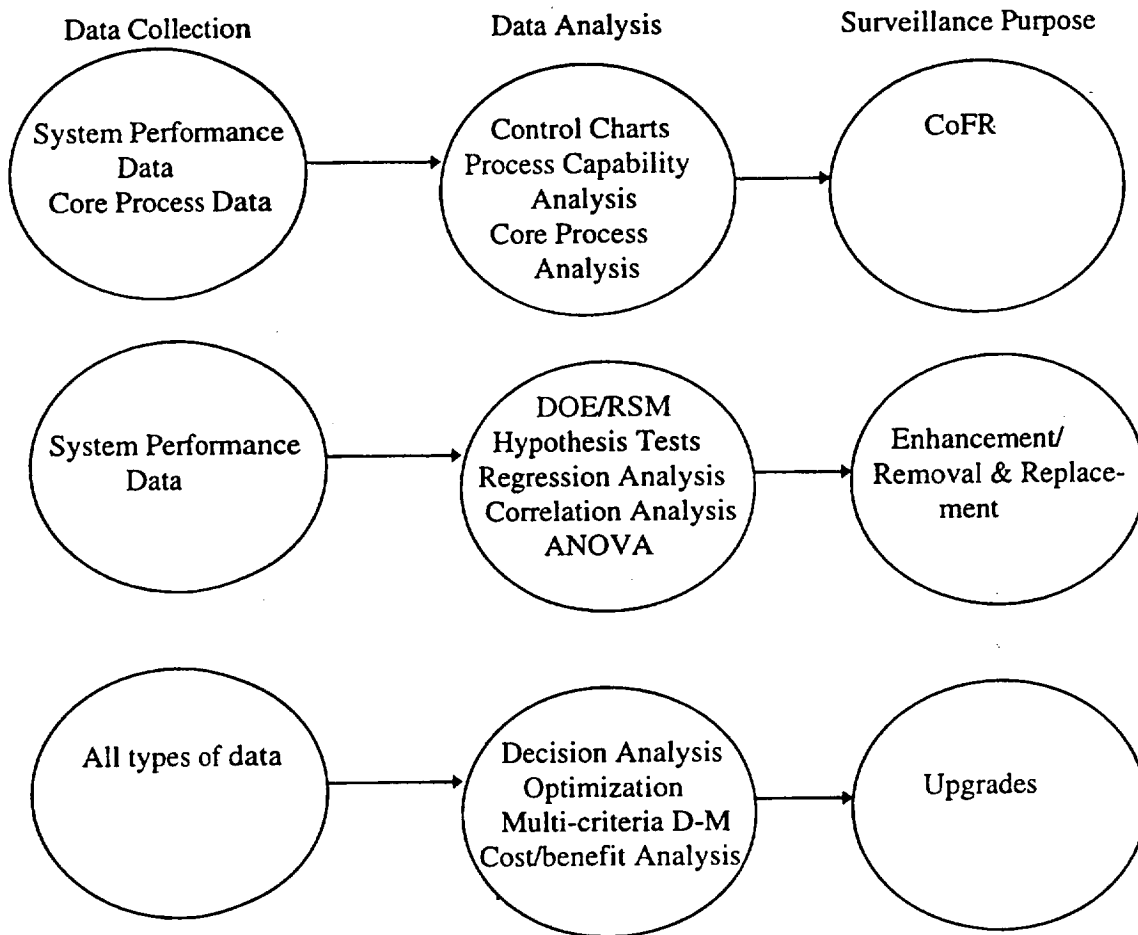 Data Collection
Data Analysis
Surveillance Purpose
System Performance
Data
Core Process Data
Control Charts
Process Capability
Analysis
Core Process
Analysis
CoFR
System Performance
Data
DOE/RSM
Hypothesis Tests
Regression Analysis
Correlation Analysis
ANOVA
Enhancement/
Removal & Replace-
ment
All types of data
Decision Analysis
Optimization
Multi-criteria D-M
Cost/benefit Analysis
Upgrades